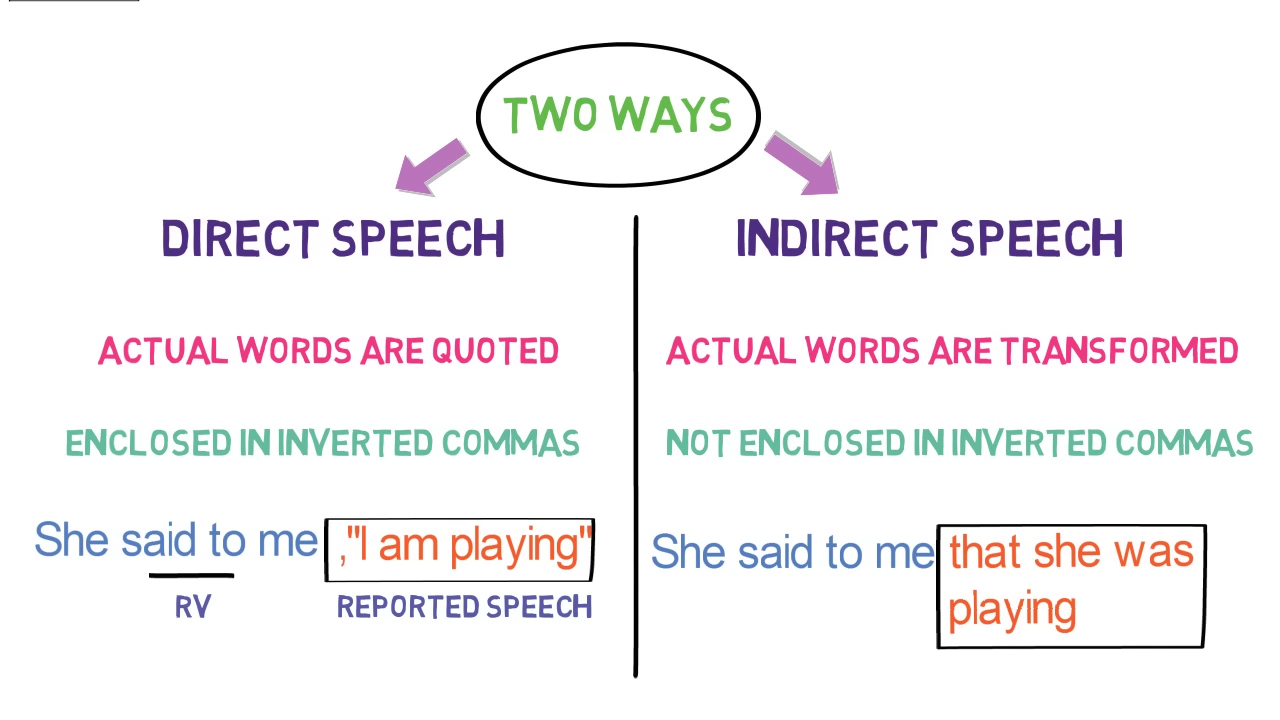 TWO WAYS
DIRECT SPEECH
ACTUAL WORDS ARE QUOTED
ENCLOSED IN INVERTED COMMAS
She said to me ,"I am playing"
RV REPORTED SPEECH
INDIRECT SPEECH
ACTUAL WORDS ARE TRANSFORMED
NOT ENCLOSED IN INVERTED COMMAS
She said to me that she was
playing